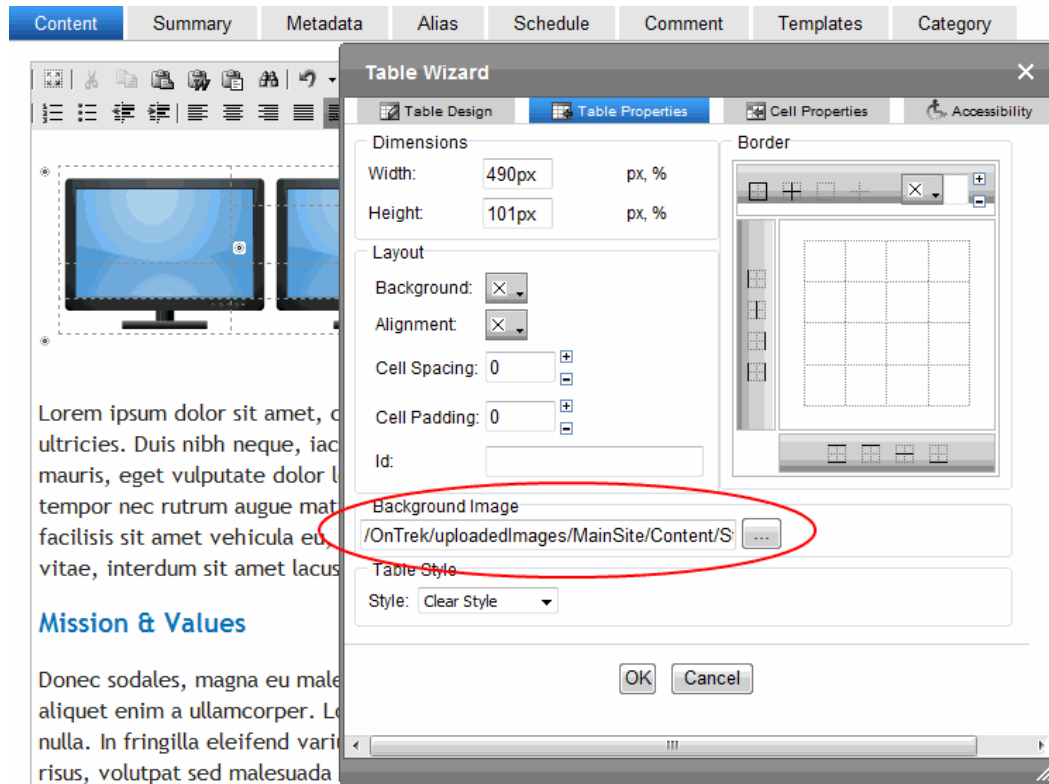 Content Summary Metadata Alias Schedule Comment Templates Category
Table Wizard
Table Design Table Properties Cell Properties Accessibility
Dimensions
Width: 490px px, %
Height: 101px px, %
Border
Layout
Background:
Alignment:
Cell Spacing: 0
Cell Padding: 0
Id:
Background Image
/OnTrek/uploadedImages/MainSite/Content/St
...
Table Style
Style: Clear Style
OK Cancel
Lorem ipsum dolor sit amet, c
ultricies. Duis nibh neque, iac
mauris, eget vulputate dolor l
tempor nec rutrum augue mat
facilisis sit amet vehicula eu,
vitae, interdum sit amet lacus
Mission & Values
Donec sodales, magna eu male
aliquet enim a ullamcorper. Lo
nulla. In fringilla eleifend variu
risus, volutpat sed malesuada